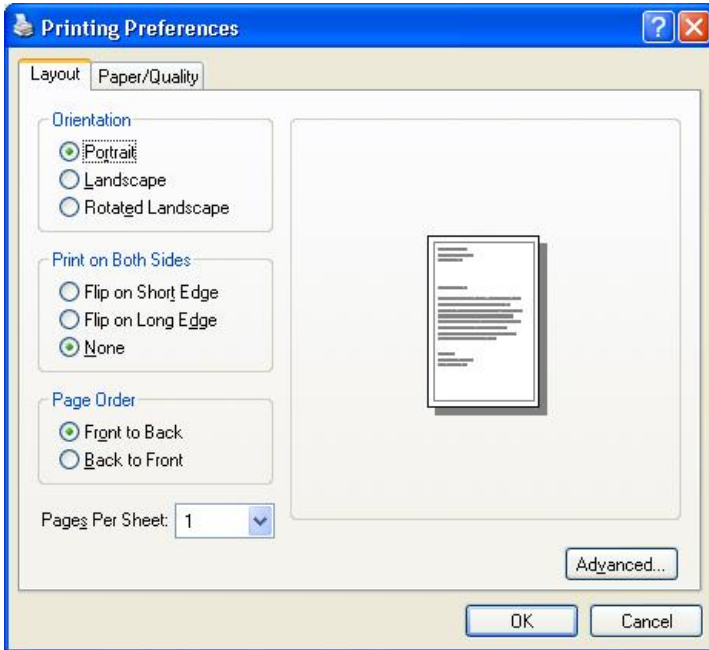 Printing Preferences
Layout
Paper/Quality
Orientation
Portrait
Landscape
Rotated Landscape
Print on Both Sides
Flip on Short Edge
Flip on Long Edge
None
Page Order
Front to Back
Back to Front
Pages Per Sheet: 1
Advanced...
OK
Cancel